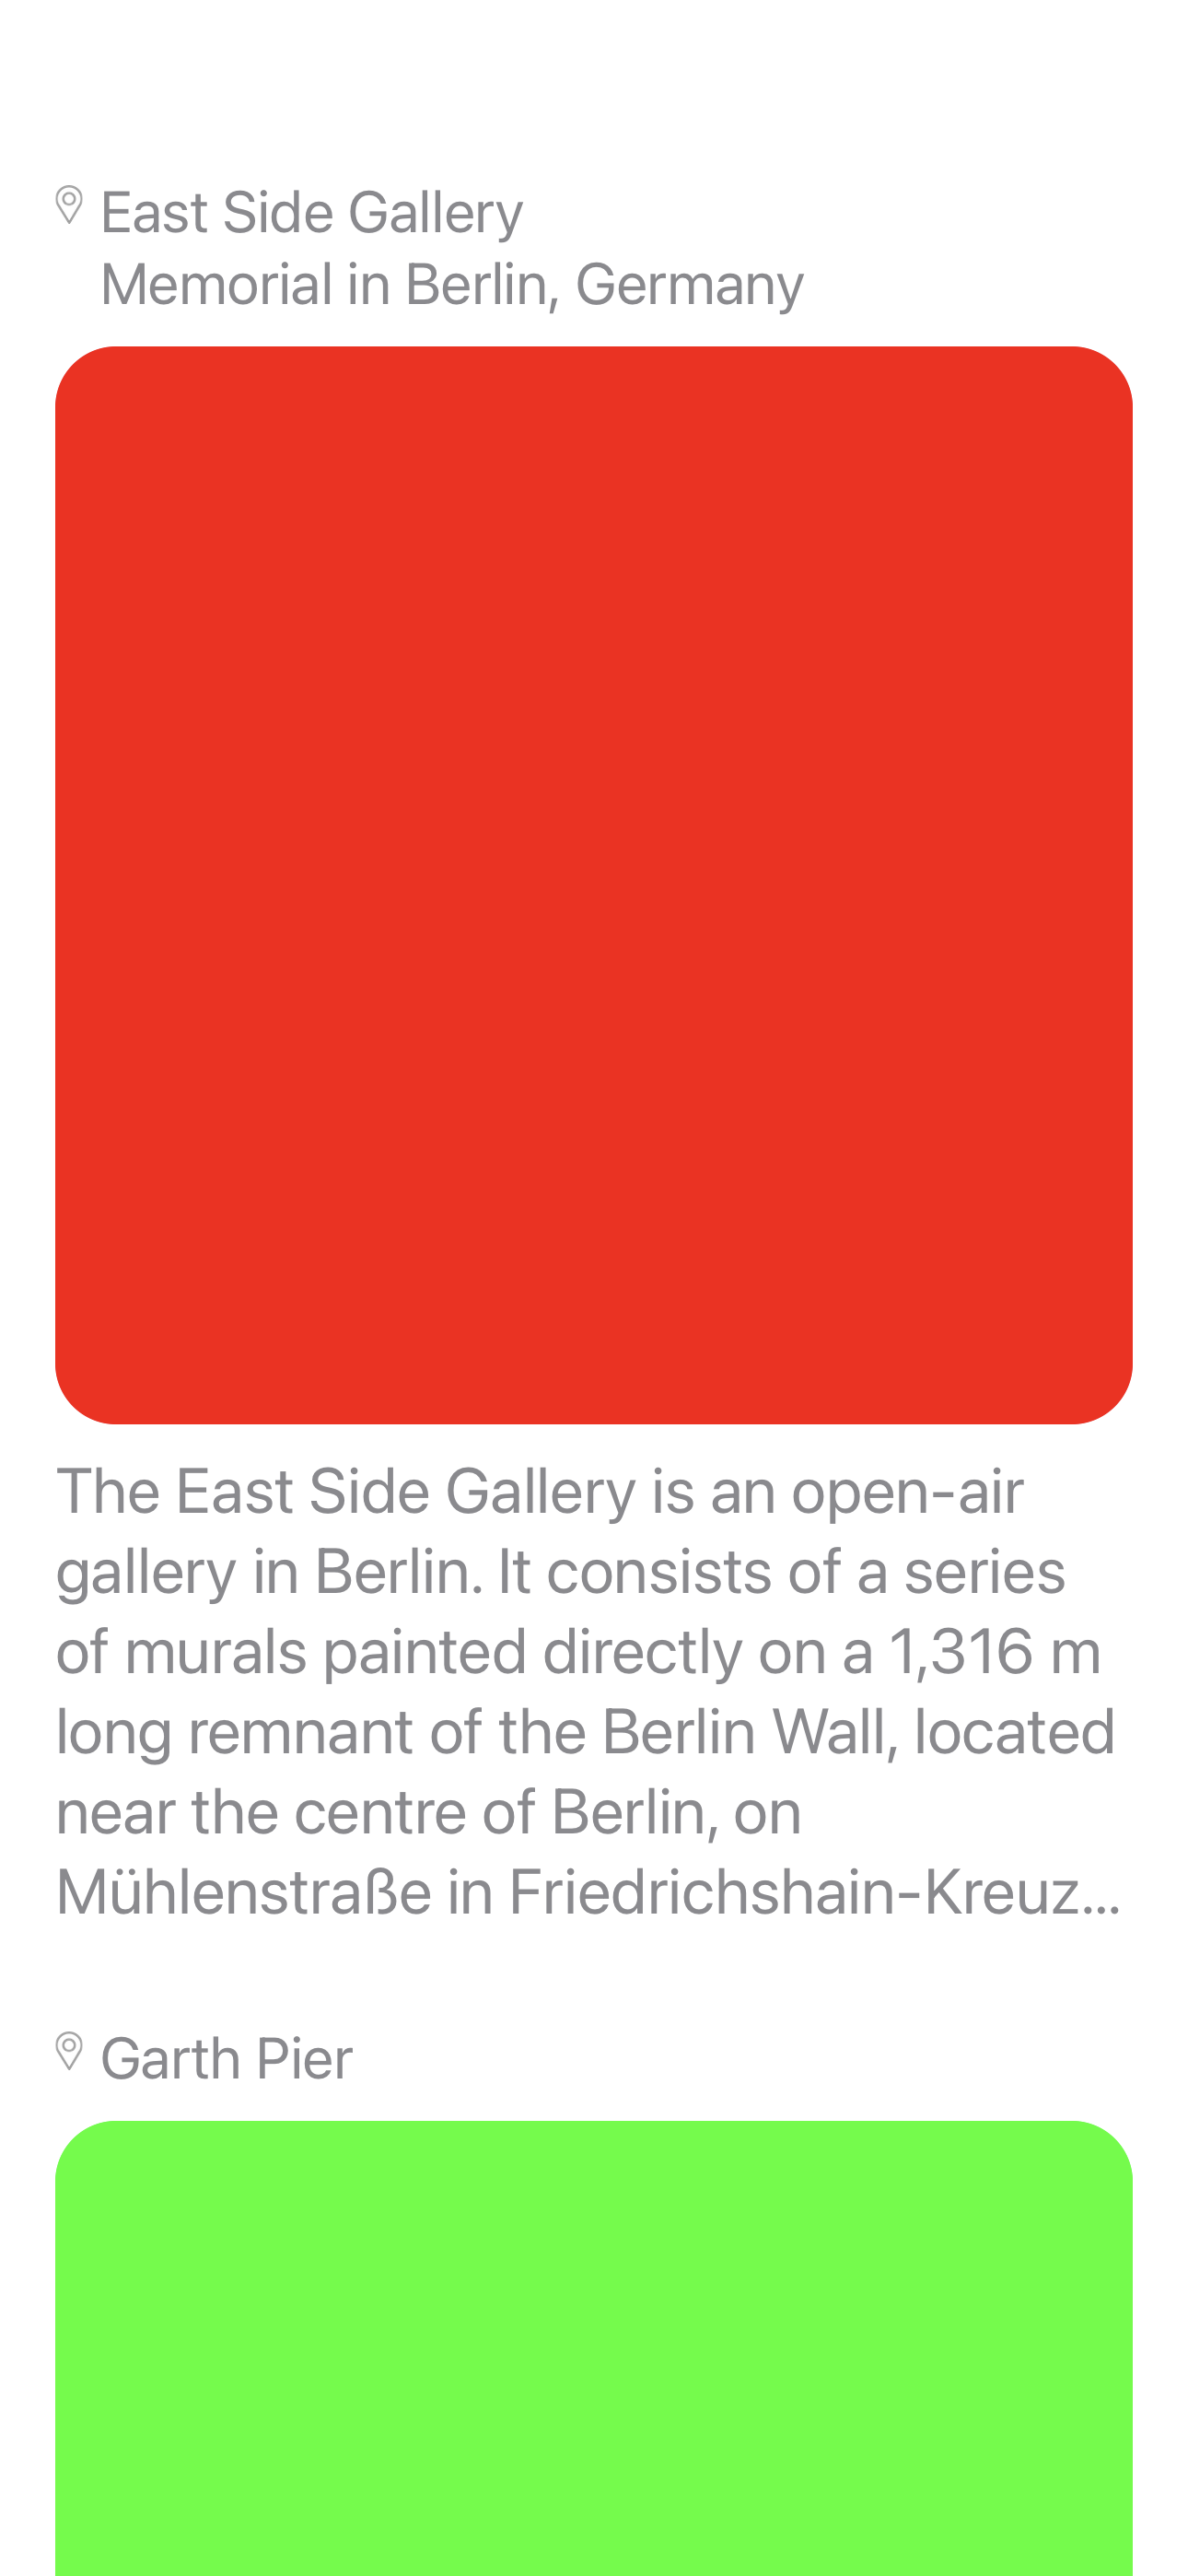 East Side Gallery
Memorial in Berlin, Germany
The East Side Gallery is an open-air
gallery in Berlin. It consists of a series
of murals painted directly on a 1,316 m
long remnant of the Berlin Wall, located
near the centre of Berlin, on
Mühlenstraße in Friedrichshain-Kreuz...
Garth Pier